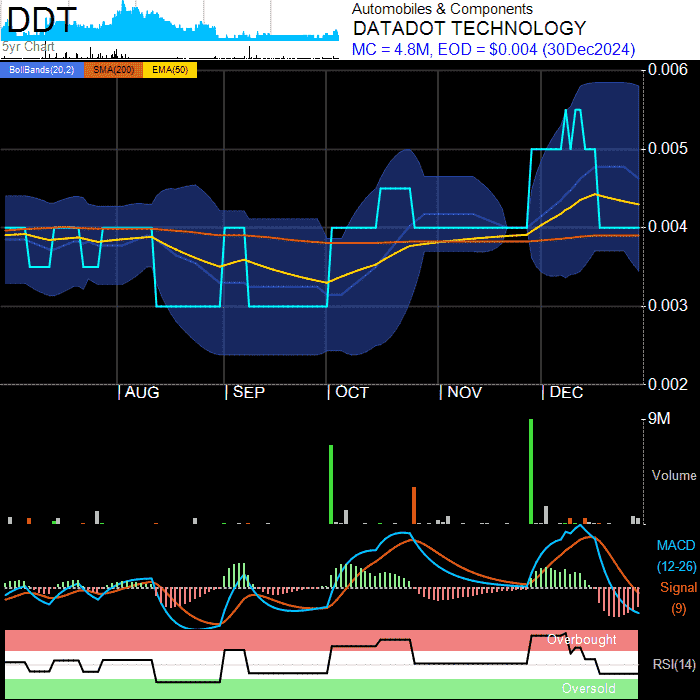 DDT
5yr Chart
Automobiles & Components
DATADOT TECHNOLOGY
MC = 4.8M, EOD = $0.004 (30Dec2024)
BollBands(20,2) SMA(200) EMA(50)
0.006
0.005
0.004
0.003
0.002
AUG SEP OCT NOV DEC
9M
Volume
MACD
(12-26)
Signal
(9)
Overbought
RSI(14)
Oversold